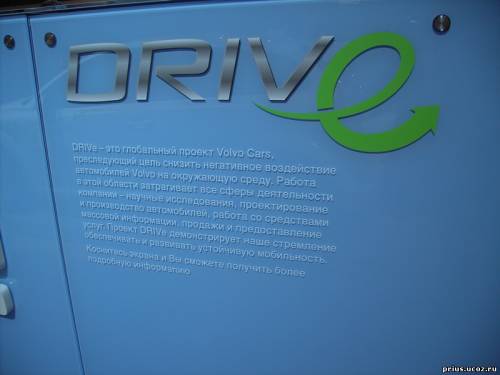 DRIVe
DRIVe – это глобальный проект Volvo Cars,
преследующий цель снизить негативное воздействие
автомобилей Volvo на окружающую среду. Работа
в этой области затрагивает все сферы деятельности
компании – научные исследования, проектирование
и производство автомобилей, работа со средствами
массовой информации, продажи и предоставление
услуг. Проект DRIVe демонстрирует наше стремление
обеспечивать и развивать устойчивую мобильность.
Коснитесь экрана и Вы сможете получить более
подробную информатию
prius.ucoz.ru